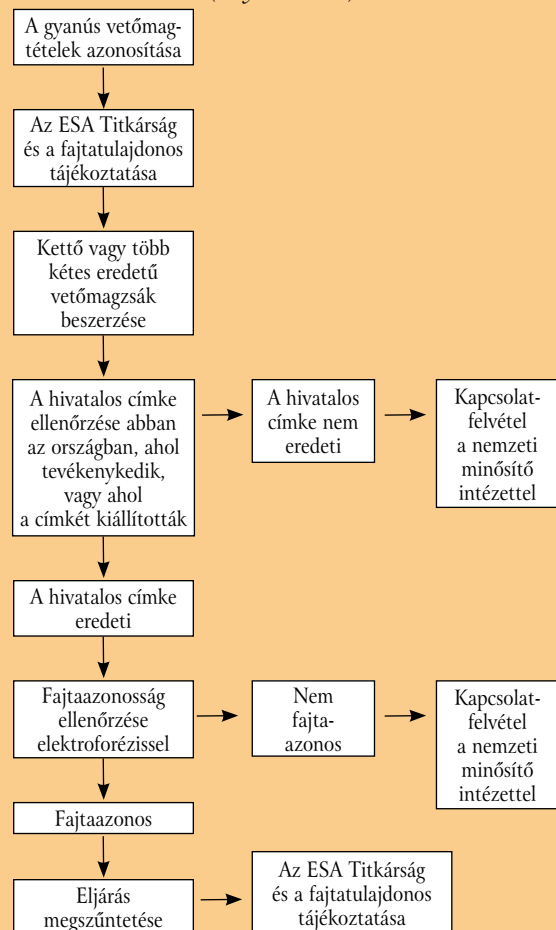 A gyanús vetőmag-
tételek azonosítása
Az ESA Titkárság
és a fajtatulajdonos
tájékoztatása
Kettő vagy több
kétes eredetű
vetőmagzsák
beszerzése
A hivatalos címke
ellenőrzése abban
az országban, ahol
tevékenykedik,
vagy ahol
a címkét kiállították
A hivatalos
címke nem
eredeti
Kapcsolat-
felvétel
a nemzeti
minősítő
intézettel
A hivatalos címke
eredeti
Fajtaazonosság
ellenőrzése
elektroforézissel
Nem
fajta-
azonos
Kapcsolat-
felvétel
a nemzeti
minősítő
intézettel
Fajtaazonos
Eljárás
megszűntetése
Az ESA Titkárság
és a fajtatulajdonos
tájékoztatása